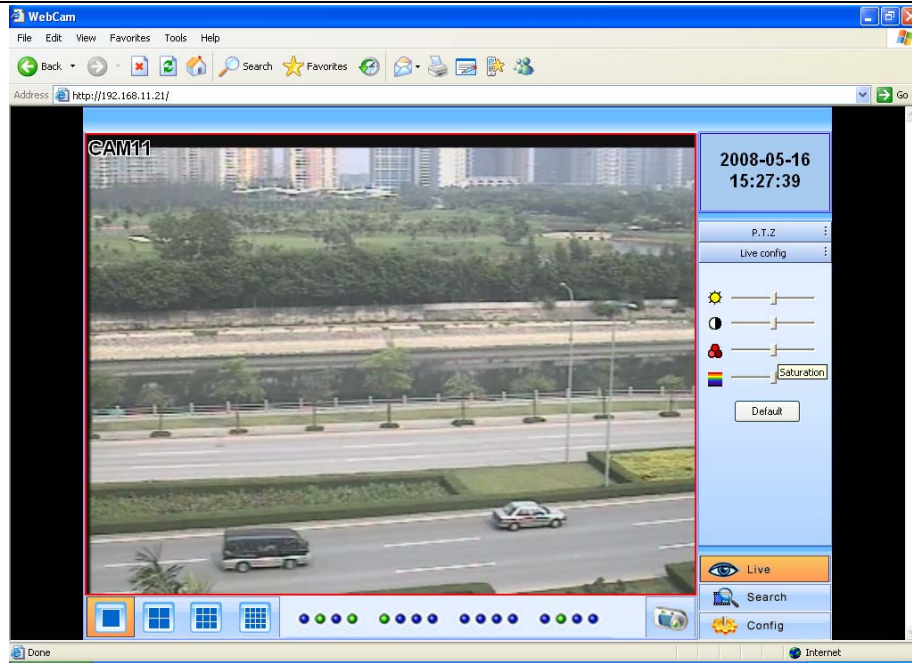 WebCam
File Edit View Favorites Tools Help
Back Search Favorites
Address http://192.168.11.21/ Go
CAM11
2008-05-16
15:27:39
P.T.Z
Live config
Saturation
Default
Live
Search
Config
Done Internet